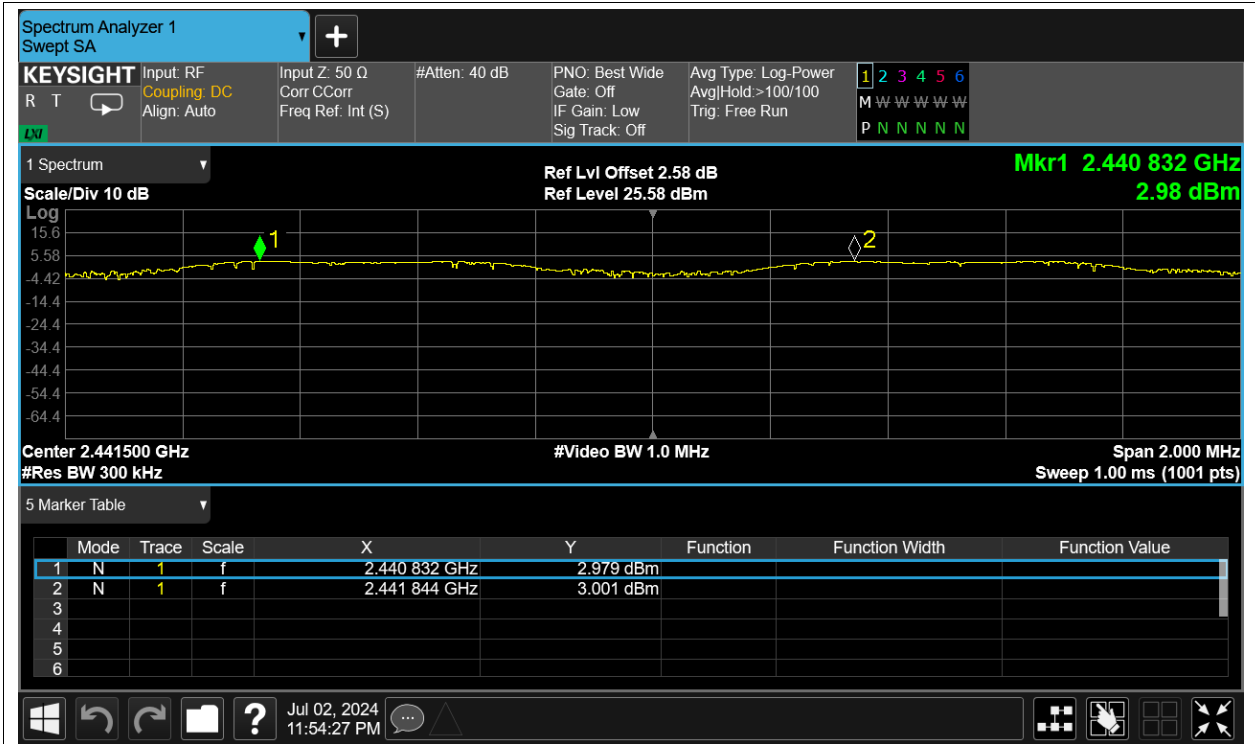 Spectrum Analyzer 1
Swept SA
KEYSIGHT Input: RF Input Z: 50 Ω #Atten: 40 dB PNO: Best Wide Avg Type: Log-Power 1 2 3 4 5 6
R T Coupling: DC Corr CCorr Gate: Off Avg|Hold:>100/100 M W W W W W W
Align: Auto Freq Ref: Int (S) IF Gain: Low Trig: Free Run
LXI Sig Track: Off P N N N N N N
1 Spectrum Ref Lvl Offset 2.58 dB Mkr1 2.440 832 GHz
Scale/Div 10 dB Ref Level 25.58 dBm 2.98 dBm
Log
15.6
1 2
5.58
-4.42
-14.4
-24.4
-34.4
-44.4
-54.4
-64.4
Center 2.441500 GHz #Video BW 1.0 MHz Span 2.000 MHz
#Res BW 300 kHz Sweep 1.00 ms (1001 pts)
5 Marker Table
Mode Trace Scale X Y Function Function Width Function Value
1 N 1 f 2.440 832 GHz 2.979 dBm
2 N 1 f 2.441 844 GHz 3.001 dBm
3
4
5
6
? Jul 02, 2024
11:54:27 PM